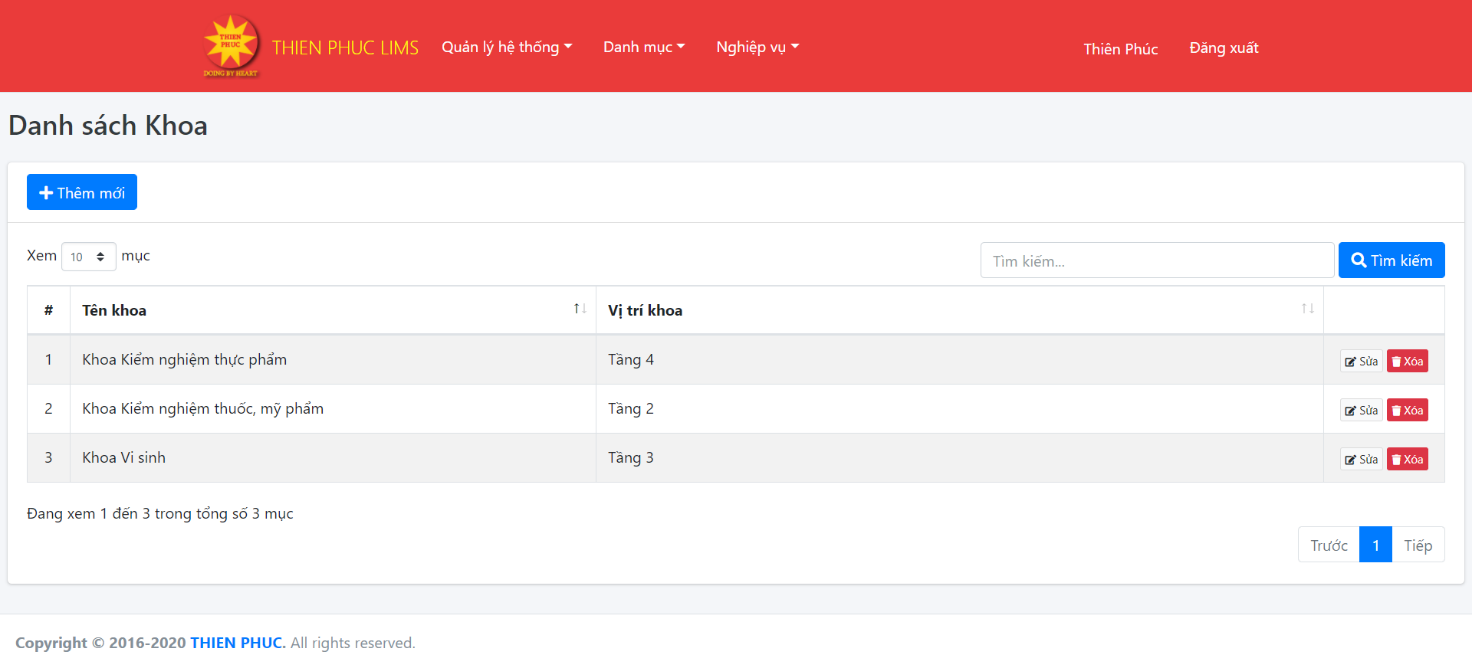 THIEN PHUC
DOING BY HEART
THIEN PHUC LIMS Quản lý hệ thống Danh mục Nghiệp vụ Thiên Phúc Đăng xuất
Danh sách Khoa
Thêm mới
Xem 10 mục Tìm kiếm... Tìm kiếm
# Tên khoa Vị trí khoa
1 Khoa Kiểm nghiệm thực phẩm Tầng 4 Sửa Xóa
2 Khoa Kiểm nghiệm thuốc, mỹ phẩm Tầng 2 Sửa Xóa
3 Khoa Vi sinh Tầng 3 Sửa Xóa
Đang xem 1 đến 3 trong tổng số 3 mục
Trước 1 Tiếp
Copyright © 2016-2020 THIEN PHUC. All rights reserved.